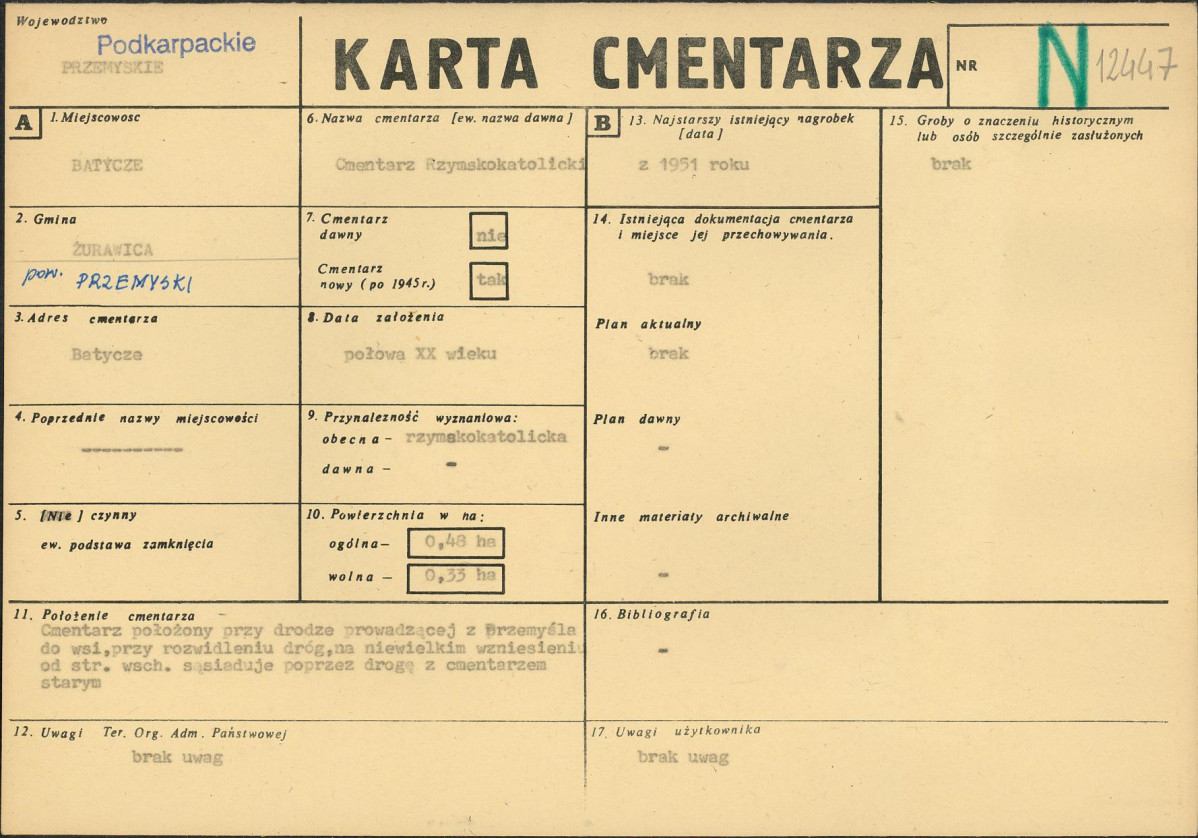 Województwo
Podkarpackie
PRZEMYSKIE
KARTA CMENTARZA
NR
N 12447
A
1. Miejscowosc
BATYCZE
2. Gmina
ŻURAWICA
pow. PRZEMYSKI
3. Adres cmentarza
Batycze
4. Poprzednie nazwy miejscowości
-----------
5. [Nie] czynny
ew. podstawa zamknięcia
6. Nazwa cmentarza [ew. nazwa dawna]
Cmentarz Rzymskokatolicki
7. Cmentarz
dawny
nie
Cmentarz
nowy (po 1945 r.)
tak
8. Data założenia
połowa XX wieku
9. Przynależność wyznaniowa:
obecna – rzymskokatolicka
dawna – -
10. Powierzchnia w ha:
ogólna – 0,48 ha
wolna – 0,33 ha
B
13. Najstarszy istniejący nagrobek
[data]
z 1951 roku
14. Istniejąca dokumentacja cmentarza
i miejsce jej przechowywania.
brak
Plan aktualny
brak
Plan dawny
-
Inne materiały archiwalne
-
15. Groby o znaczeniu historycznym
lub osób szczególnie zasłużonych
brak
11. Położenie cmentarza
Cmentarz położony przy drodze prowadzącej z Przemyśla
do wsi,przy rozwidleniu dróg,na niewielkim wzniesieniu
od str. wsch. sąsiaduje poprzez drogę z cmentarzem
starym
16. Bibliografia
-
12. Uwagi Ter. Org. Adm. Państwowej
brak uwag
17. Uwagi użytkownika
brak uwag